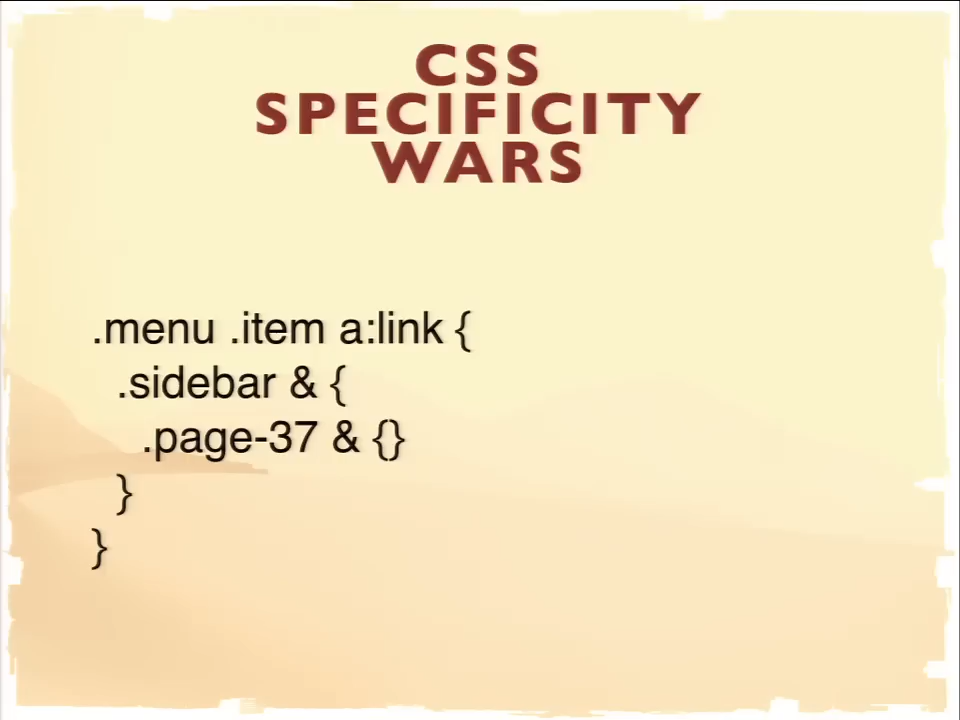 CSS
SPECIFICITY
WARS
.menu .item a:link {
.sidebar & {
.page-37 & {}
}
}